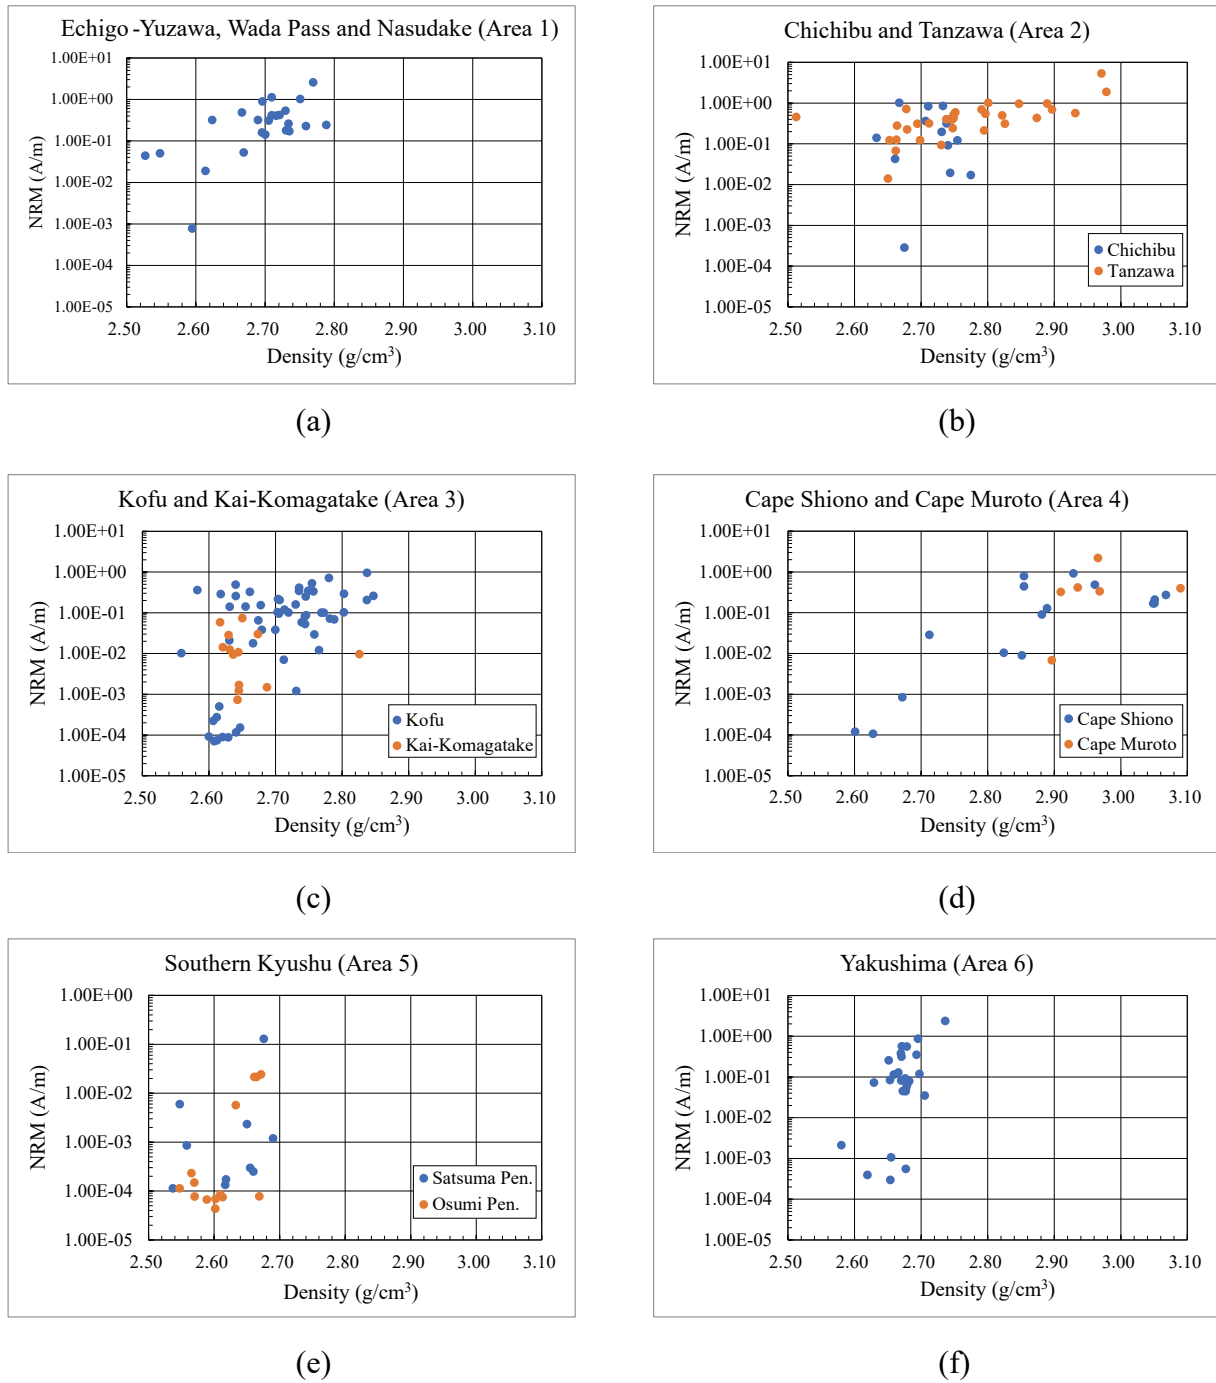 Echigo-Yuzawa, Wada Pass and Nasudake (Area 1)
1.00E+01
1.00E+00
1.00E-01
1.00E-02
1.00E-03
1.00E-04
1.00E-05
NRM (A/m)
2.50 2.60 2.70 2.80 2.90 3.00 3.10
Density (g/cm³)
(a)
Chichibu and Tanzawa (Area 2)
1.00E+01
1.00E+00
1.00E-01
1.00E-02
1.00E-03
1.00E-04
1.00E-05
NRM (A/m)
Chichibu
Tanzawa
2.50 2.60 2.70 2.80 2.90 3.00 3.10
Density (g/cm³)
(b)
Kofu and Kai-Komagatake (Area 3)
1.00E+01
1.00E+00
1.00E-01
1.00E-02
1.00E-03
1.00E-04
1.00E-05
NRM (A/m)
Kofu
Kai-Komagatake
2.50 2.60 2.70 2.80 2.90 3.00 3.10
Density (g/cm³)
(c)
Cape Shiono and Cape Muroto (Area 4)
1.00E+01
1.00E+00
1.00E-01
1.00E-02
1.00E-03
1.00E-04
1.00E-05
NRM (A/m)
Cape Shiono
Cape Muroto
2.50 2.60 2.70 2.80 2.90 3.00 3.10
Density (g/cm³)
(d)
Southern Kyushu (Area 5)
1.00E+00
1.00E-01
1.00E-02
1.00E-03
1.00E-04
1.00E-05
NRM (A/m)
Satsuma Pen.
Osumi Pen.
2.50 2.60 2.70 2.80 2.90 3.00 3.10
Density (g/cm³)
(e)
Yakushima (Area 6)
1.00E+01
1.00E+00
1.00E-01
1.00E-02
1.00E-03
1.00E-04
1.00E-05
NRM (A/m)
2.50 2.60 2.70 2.80 2.90 3.00 3.10
Density (g/cm³)
(f)